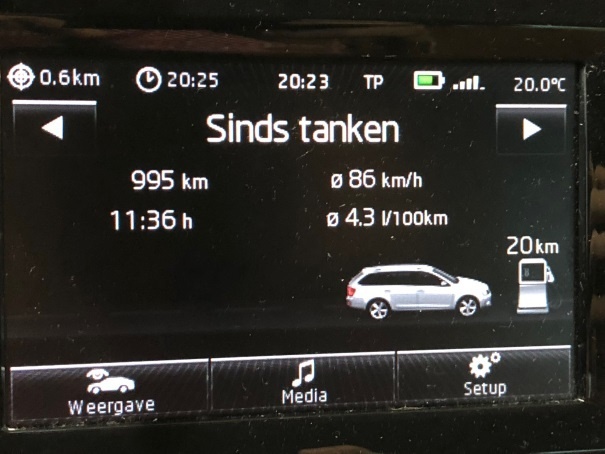 0.6km 20:25 20:23 TP 20.0°C
Sinds tanken
995 km ø 86 km/h
11:36 h ø 4.3 l/100km
20km
Weergave Media Setup